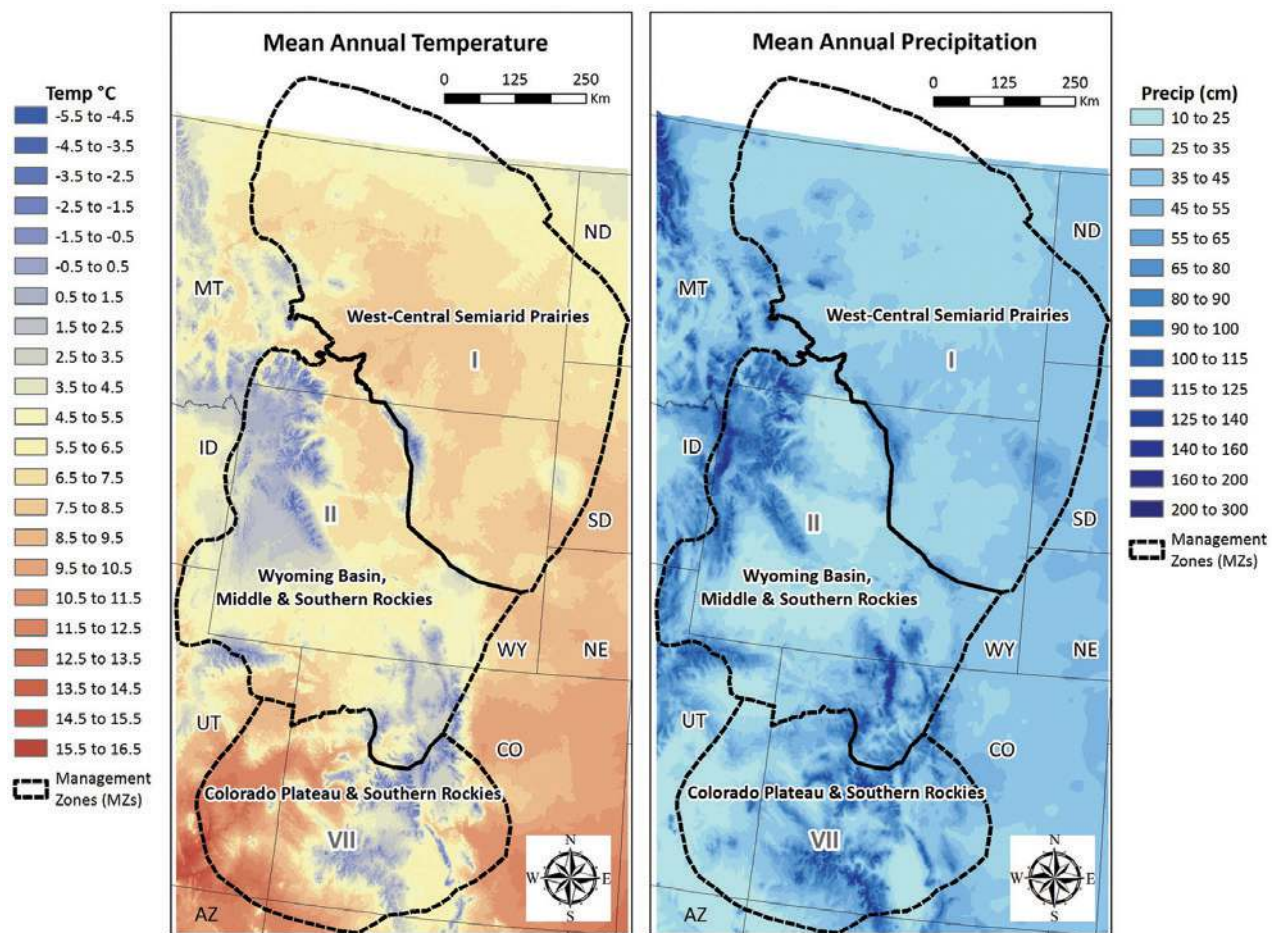 Mean Annual Temperature
0 125 250
Km
Temp °C
-5.5 to -4.5
-4.5 to -3.5
-3.5 to -2.5
-2.5 to -1.5
-1.5 to -0.5
-0.5 to 0.5
0.5 to 1.5
1.5 to 2.5
2.5 to 3.5
3.5 to 4.5
4.5 to 5.5
5.5 to 6.5
6.5 to 7.5
7.5 to 8.5
8.5 to 9.5
9.5 to 10.5
10.5 to 11.5
11.5 to 12.5
12.5 to 13.5
13.5 to 14.5
14.5 to 15.5
15.5 to 16.5
Management
Zones (MZs)
ND
MT
West-Central Semiarid Prairies
I
ID
II
SD
Wyoming Basin,
Middle & Southern Rockies
WY
NE
UT
CO
Colorado Plateau & Southern Rockies
VII
AZ
N
W E
S
Mean Annual Precipitation
0 125 250
Km
Precip (cm)
10 to 25
25 to 35
35 to 45
45 to 55
55 to 65
65 to 80
80 to 90
90 to 100
100 to 115
115 to 125
125 to 140
140 to 160
160 to 200
200 to 300
Management
Zones (MZs)
ND
MT
West-Central Semiarid Prairies
I
ID
II
SD
Wyoming Basin,
Middle & Southern Rockies
WY
NE
UT
CO
Colorado Plateau & Southern Rockies
VII
AZ
N
W E
S